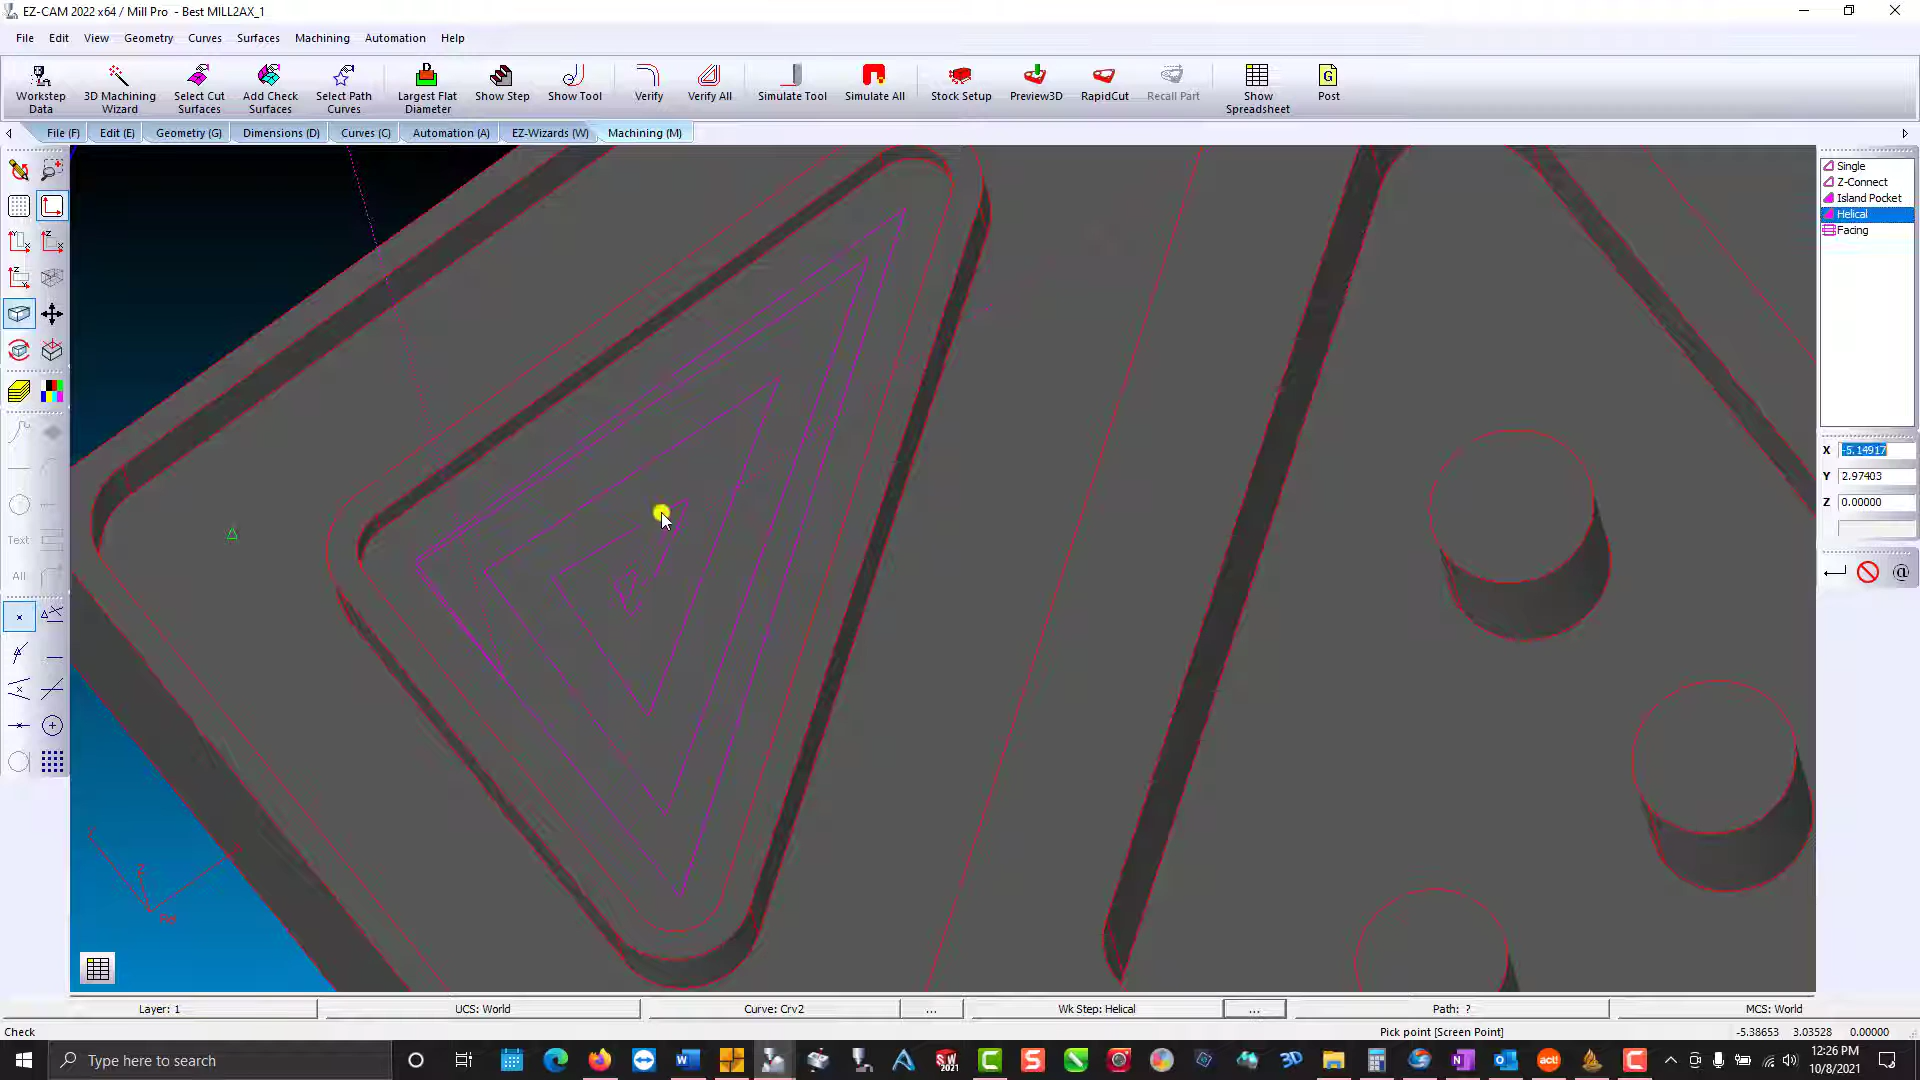 EZ-CAM 2022 x64 / Mill Pro - Best MILL2AX_1
File Edit View Geometry Curves Surfaces Machining Automation Help
Workstep Data
3D Machining Wizard
Select Cut Surfaces
Add Check Surfaces
Select Path Curves
Largest Flat Diameter
Show Step
Show Tool
Verify
Verify All
Simulate Tool
Simulate All
Stock Setup
Preview3D
RapidCut
Recall Part
Show Spreadsheet
Post
File (F) Edit (E) Geometry (G) Dimensions (D) Curves (C) Automation (A) EZ-Wizards (W) Machining (M)
Single
Z-Connect
Island Pocket
Helical
Facing
X -5.14917
Y 2.97403
Z 0.00000
@
Text
All
Layer: 1 UCS: World Curve: Crv2 ... Wk Step: Helical ... Path: ? MCS: World
Check Pick point [Screen Point] -5.38653 3.03528 0.00000
Type here to search
12:26 PM
10/8/2021